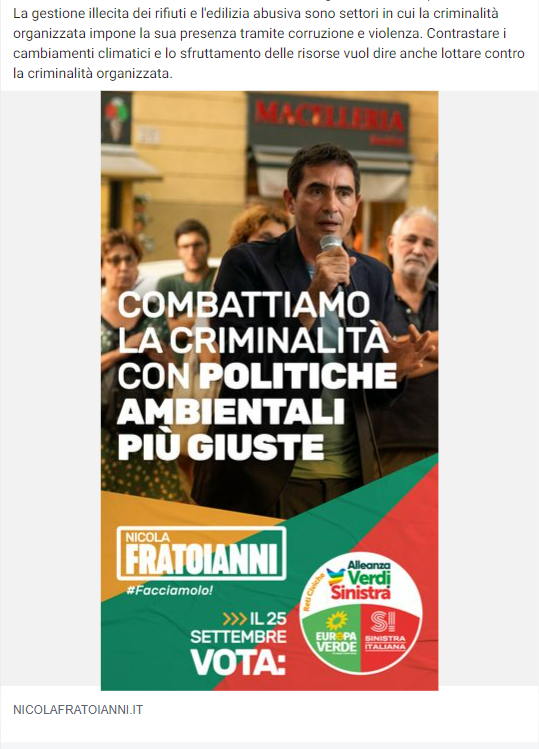 La gestione illecita dei rifiuti e l'edilizia abusiva sono settori in cui la criminalità
organizzata impone la sua presenza tramite corruzione e violenza. Contrastare i
cambiamenti climatici e lo sfruttamento delle risorse vuol dire anche lottare contro
la criminalità organizzata.
MACELLERIA
COMBATTIAMO
LA CRIMINALITÀ
CON POLITICHE
AMBIENTALI
PIÙ GIUSTE
NICOLA
FRATOIANNI
#Facciamolo!
>>> IL 25
SETTEMBRE
VOTA:
Reti Civiche
Alleanza
Verdi
Sinistra
EUROPA
VERDE
SI
SINISTRA
ITALIANA
NICOLAFRATOIANNI.IT